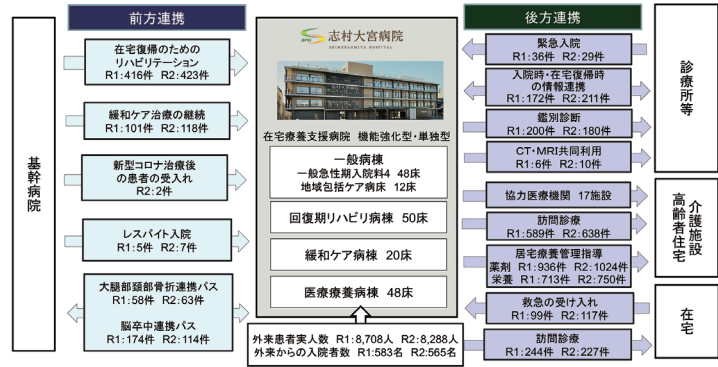 前方連携
基幹病院
在宅復帰のための
リハビリテーション
R1:416件 R2:423件
緩和ケア治療の継続
R1:101件 R2:118件
新型コロナ治療後
の患者の受入れ
R2:2件
レスパイト入院
R1:5件 R2:7件
大腿部頸部骨折連携パス
R1:58件 R2:63件
脳卒中連携パス
R1:174件 R2:114件
志村大宮病院
SHIMURAOMIYA HOSPITAL
在宅療養支援病院 機能強化型・単独型
一般病棟
一般急性期入院料4 48床
地域包括ケア病床 12床
回復期リハビリ病棟 50床
緩和ケア病棟 20床
医療療養病棟 48床
外来患者実人数 R1:8,708人 R2:8,288人
外来からの入院者数 R1:583名 R2:565名
後方連携
緊急入院
R1:36件 R2:29件
入院時・在宅復帰時
の情報連携
R1:172件 R2:211件
鑑別診断
R1:200件 R2:180件
CT・MRI共同利用
R1:6件 R2:10件
診療所等
協力医療機関 17施設
訪問診療
R1:589件 R2:638件
居宅療養管理指導
薬剤 R1:936件 R2:1024件
栄養 R1:713件 R2:750件
介護施設
高齢者住宅
救急の受け入れ
R1:99件 R2:117件
訪問診療
R1:244件 R2:227件
在宅